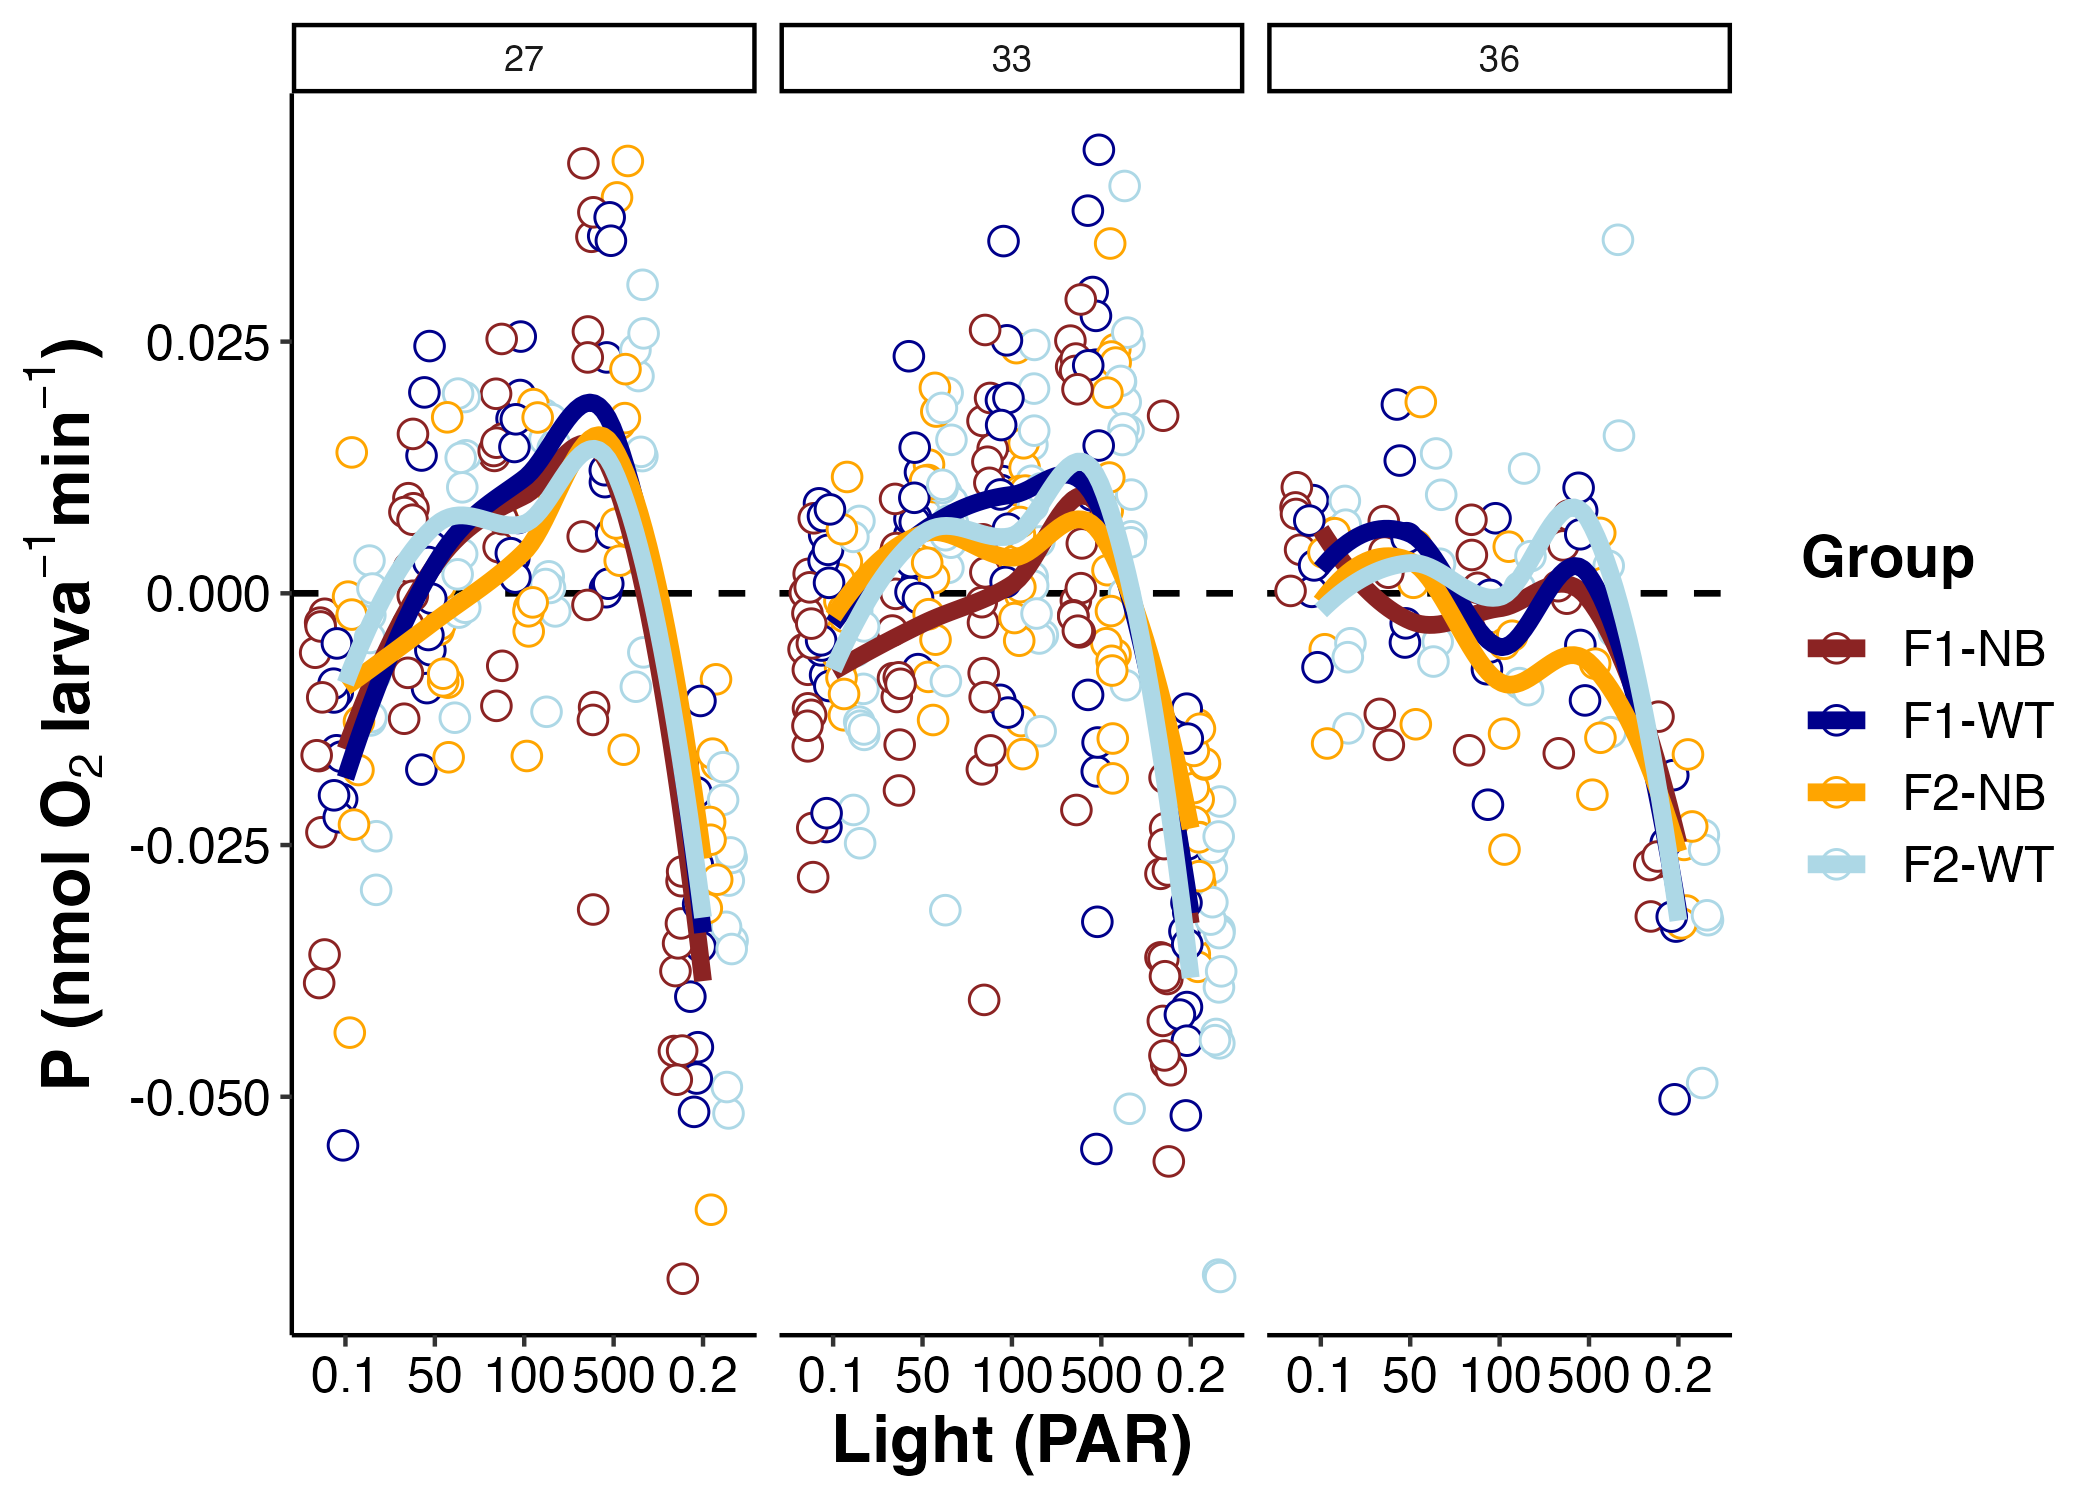 27 33 36
P (nmol O₂ larva⁻¹min⁻¹)
0.025
0.000
-0.025
-0.050
0.1 50 100 500 0.2 0.1 50 100 500 0.2 0.1 50 100 500 0.2
Light (PAR)
Group
F1-NB
F1-WT
F2-NB
F2-WT